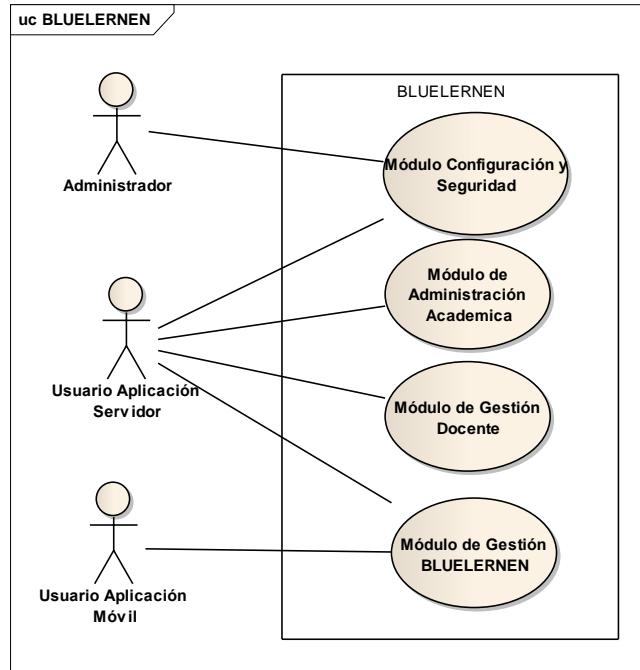 uc BLUELERNEN
BLUELERNEN
Administrador
Módulo Configuración y
Seguridad
Módulo de
Administración
Academica
Usuario Aplicación
Servidor
Módulo de Gestión
Docente
Módulo de Gestión
BLUELERNEN
Usuario Aplicación
Móvil